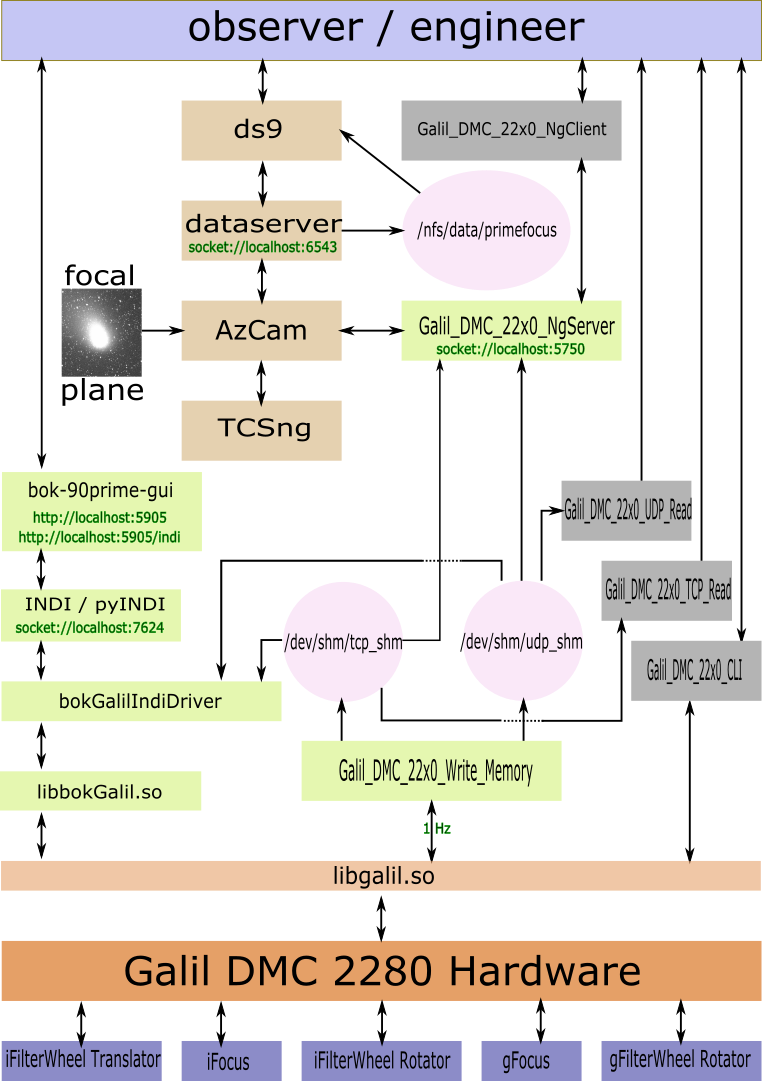 observer / engineer
ds9
Galil_DMC_22x0_NgClient
dataserver
socket://localhost:6543
/nfs/data/primefocus
focal
plane
AzCam
Galil_DMC_22x0_NgServer
socket://localhost:5750
TCSng
bok-90prime-gui
http://localhost:5905
http://localhost:5905/indi
Galil_DMC_22x0_UDP_Read
INDI / pyINDI
socket://localhost:7624
Galil_DMC_22x0_TCP_Read
/dev/shm/tcp_shm
/dev/shm/udp_shm
Galil_DMC_22x0_CLI
bokGalilIndiDriver
Galil_DMC_22x0_Write_Memory
libbokGalil.so
1 Hz
libgalil.so
Galil DMC 2280 Hardware
iFilterWheel Translator
iFocus
iFilterWheel Rotator
gFocus
gFilterWheel Rotator